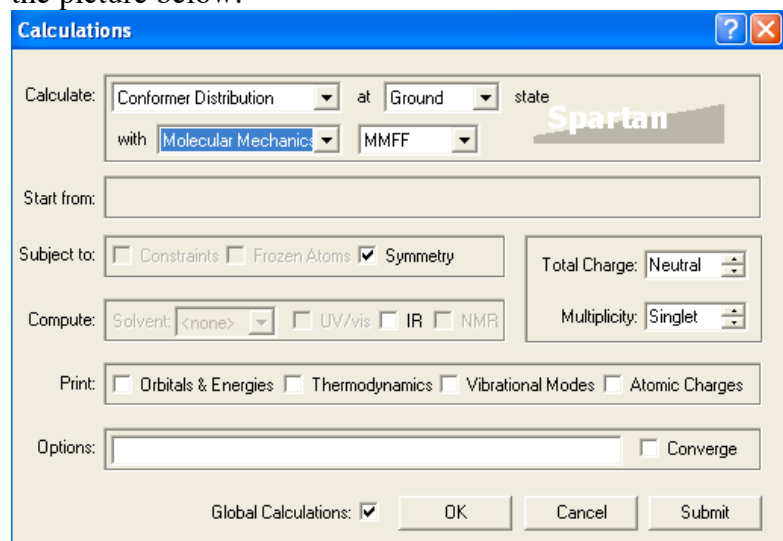 the picture below.
Calculations
Calculate: Conformer Distribution at Ground state
Spartan
with Molecular Mechanics MMFF
Start from:
Subject to: Constraints Frozen Atoms Symmetry
Total Charge: Neutral
Compute: Solvent: <none> UV/vis IR NMR
Multiplicity: Singlet
Print: Orbitals & Energies Thermodynamics Vibrational Modes Atomic Charges
Options: Converge
Global Calculations: OK Cancel Submit